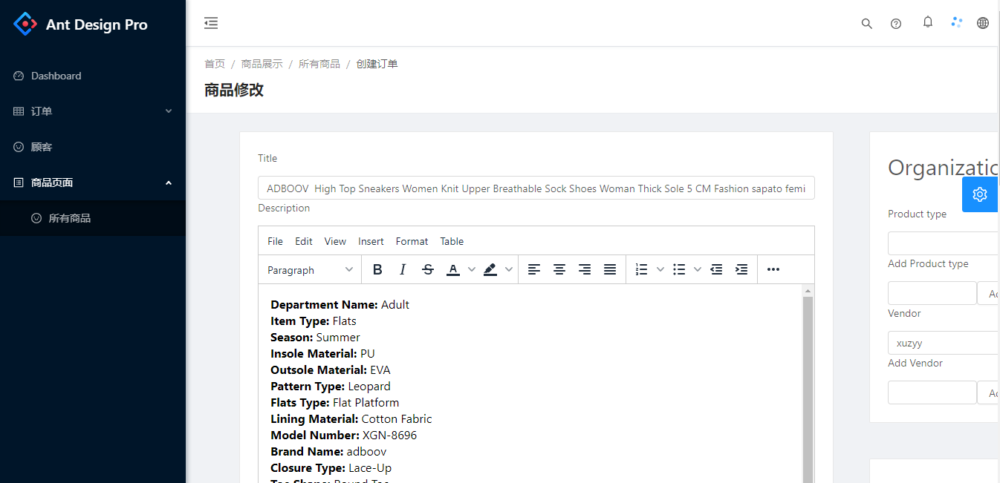 Ant Design Pro
Dashboard
订单
顾客
商品页面
所有商品
首页 / 商品展示 / 所有商品 / 创建订单
商品修改
Title
ADBOOV High Top Sneakers Women Knit Upper Breathable Sock Shoes Woman Thick Sole 5 CM Fashion sapato femi
Description
File Edit View Insert Format Table
Paragraph
Department Name: Adult
Item Type: Flats
Season: Summer
Insole Material: PU
Outsole Material: EVA
Pattern Type: Leopard
Flats Type: Flat Platform
Lining Material: Cotton Fabric
Model Number: XGN-8696
Brand Name: adboov
Closure Type: Lace-Up
Toe Shape: Round Toe
Organizatic
Product type
Add Product type
Vendor
xuzyy
Add Vendor